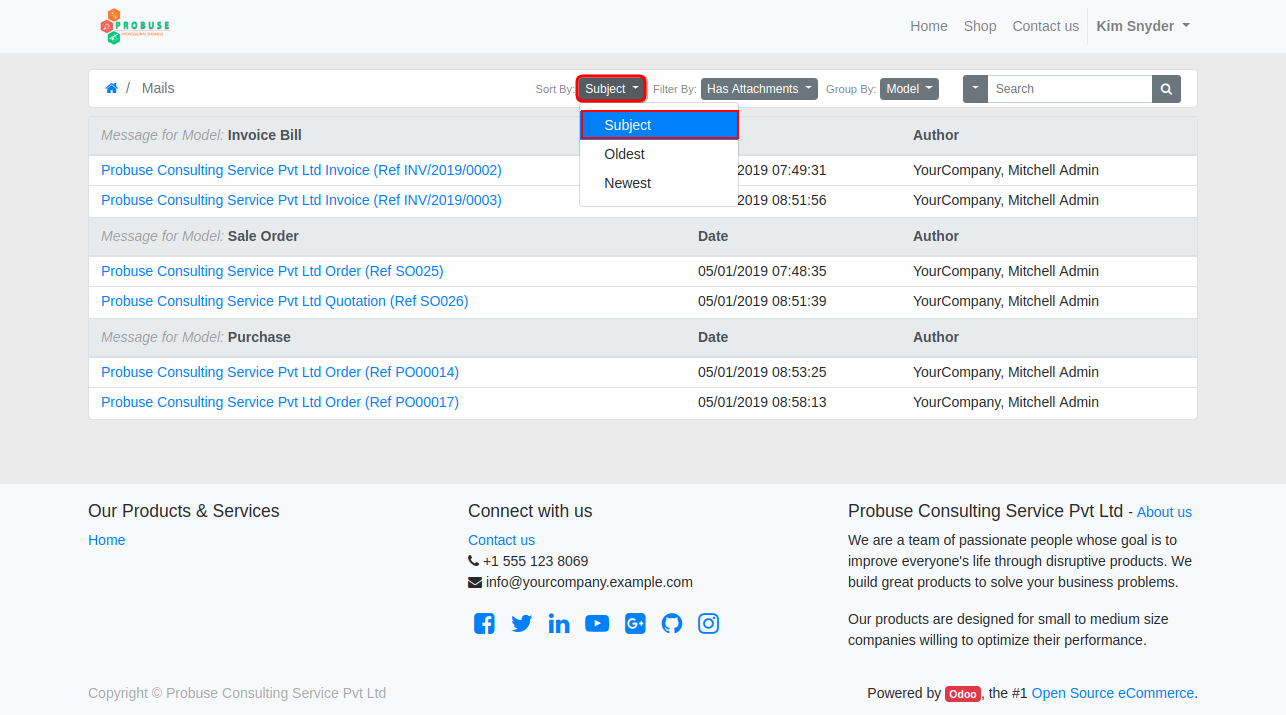 PROBUSE
Home Shop Contact us Kim Snyder
/ Mails
Sort By: Subject Filter By: Has Attachments Group By: Model Search
Subject
Oldest
Newest
Message for Model: Invoice Bill Author
Probuse Consulting Service Pvt Ltd Invoice (Ref INV/2019/0002) 2019 07:49:31 YourCompany, Mitchell Admin
Probuse Consulting Service Pvt Ltd Invoice (Ref INV/2019/0003) 2019 08:51:56 YourCompany, Mitchell Admin
Message for Model: Sale Order Date Author
Probuse Consulting Service Pvt Ltd Order (Ref SO025) 05/01/2019 07:48:35 YourCompany, Mitchell Admin
Probuse Consulting Service Pvt Ltd Quotation (Ref SO026) 05/01/2019 08:51:39 YourCompany, Mitchell Admin
Message for Model: Purchase Date Author
Probuse Consulting Service Pvt Ltd Order (Ref PO00014) 05/01/2019 08:53:25 YourCompany, Mitchell Admin
Probuse Consulting Service Pvt Ltd Order (Ref PO00017) 05/01/2019 08:58:13 YourCompany, Mitchell Admin
Our Products & Services
Home
Connect with us
Contact us
+1 555 123 8069
info@yourcompany.example.com
Probuse Consulting Service Pvt Ltd - About us
We are a team of passionate people whose goal is to
improve everyone's life through disruptive products. We
build great products to solve your business problems.
Our products are designed for small to medium size
companies willing to optimize their performance.
Copyright © Probuse Consulting Service Pvt Ltd
Powered by Odoo, the #1 Open Source eCommerce.